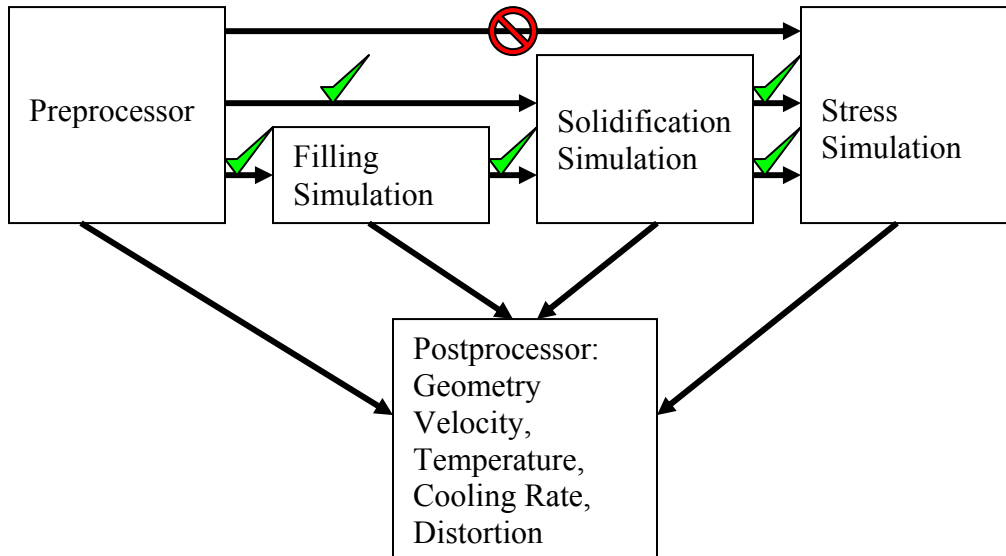 Preprocessor
Filling
Simulation
Solidification
Simulation
Stress
Simulation
Postprocessor:
Geometry
Velocity,
Temperature,
Cooling Rate,
Distortion